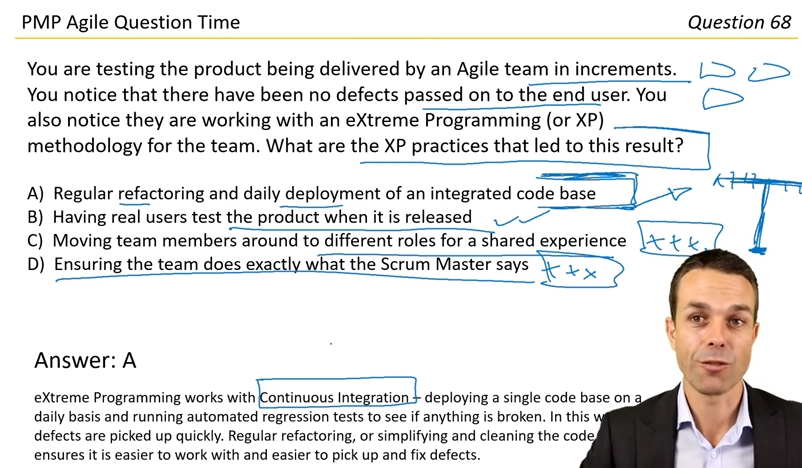 PMP Agile Question Time
Question 68
You are testing the product being delivered by an Agile team in increments.
You notice that there have been no defects passed on to the end user. You
also notice they are working with an eXtreme Programming (or XP)
methodology for the team. What are the XP practices that led to this result?
A) Regular refactoring and daily deployment of an integrated code base
B) Having real users test the product when it is released
C) Moving team members around to different roles for a shared experience
D) Ensuring the team does exactly what the Scrum Master says
Answer: A
eXtreme Programming works with Continuous Integration – deploying a single code base on a
daily basis and running automated regression tests to see if anything is broken. In this
defects are picked up quickly. Regular refactoring, or simplifying and cleaning the code
ensures it is easier to work with and easier to pick up and fix defects.